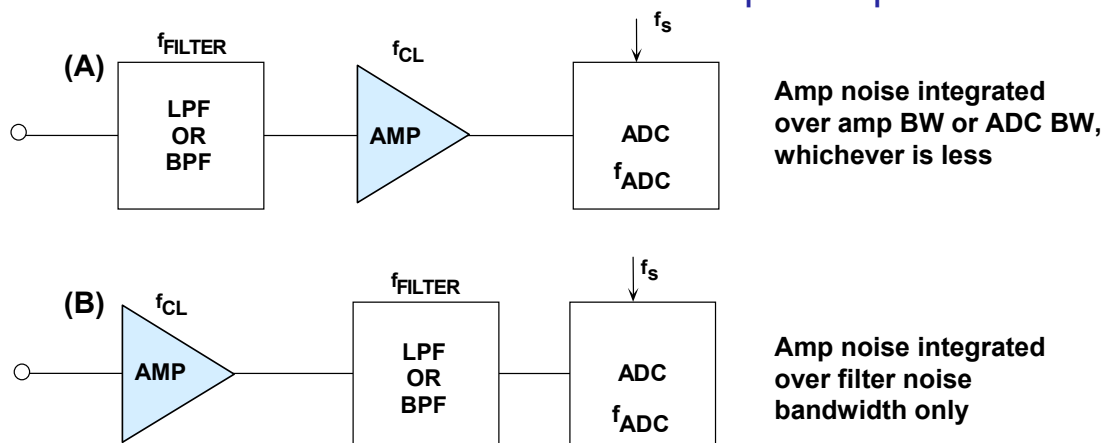 fFILTER
fCL
fs
(A)
LPF
OR
BPF
AMP
ADC
fADC
Amp noise integrated
over amp BW or ADC BW,
whichever is less
fCL
fFILTER
fs
(B)
AMP
LPF
OR
BPF
ADC
fADC
Amp noise integrated
over filter noise
bandwidth only